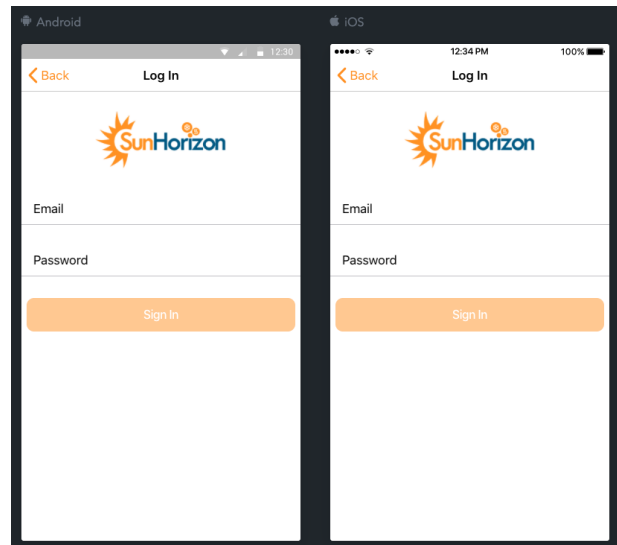 Android
12:30
Back
Log In
SunHorizon
Email
Password
Sign In
iOS
12:34 PM
100%
Back
Log In
SunHorizon
Email
Password
Sign In